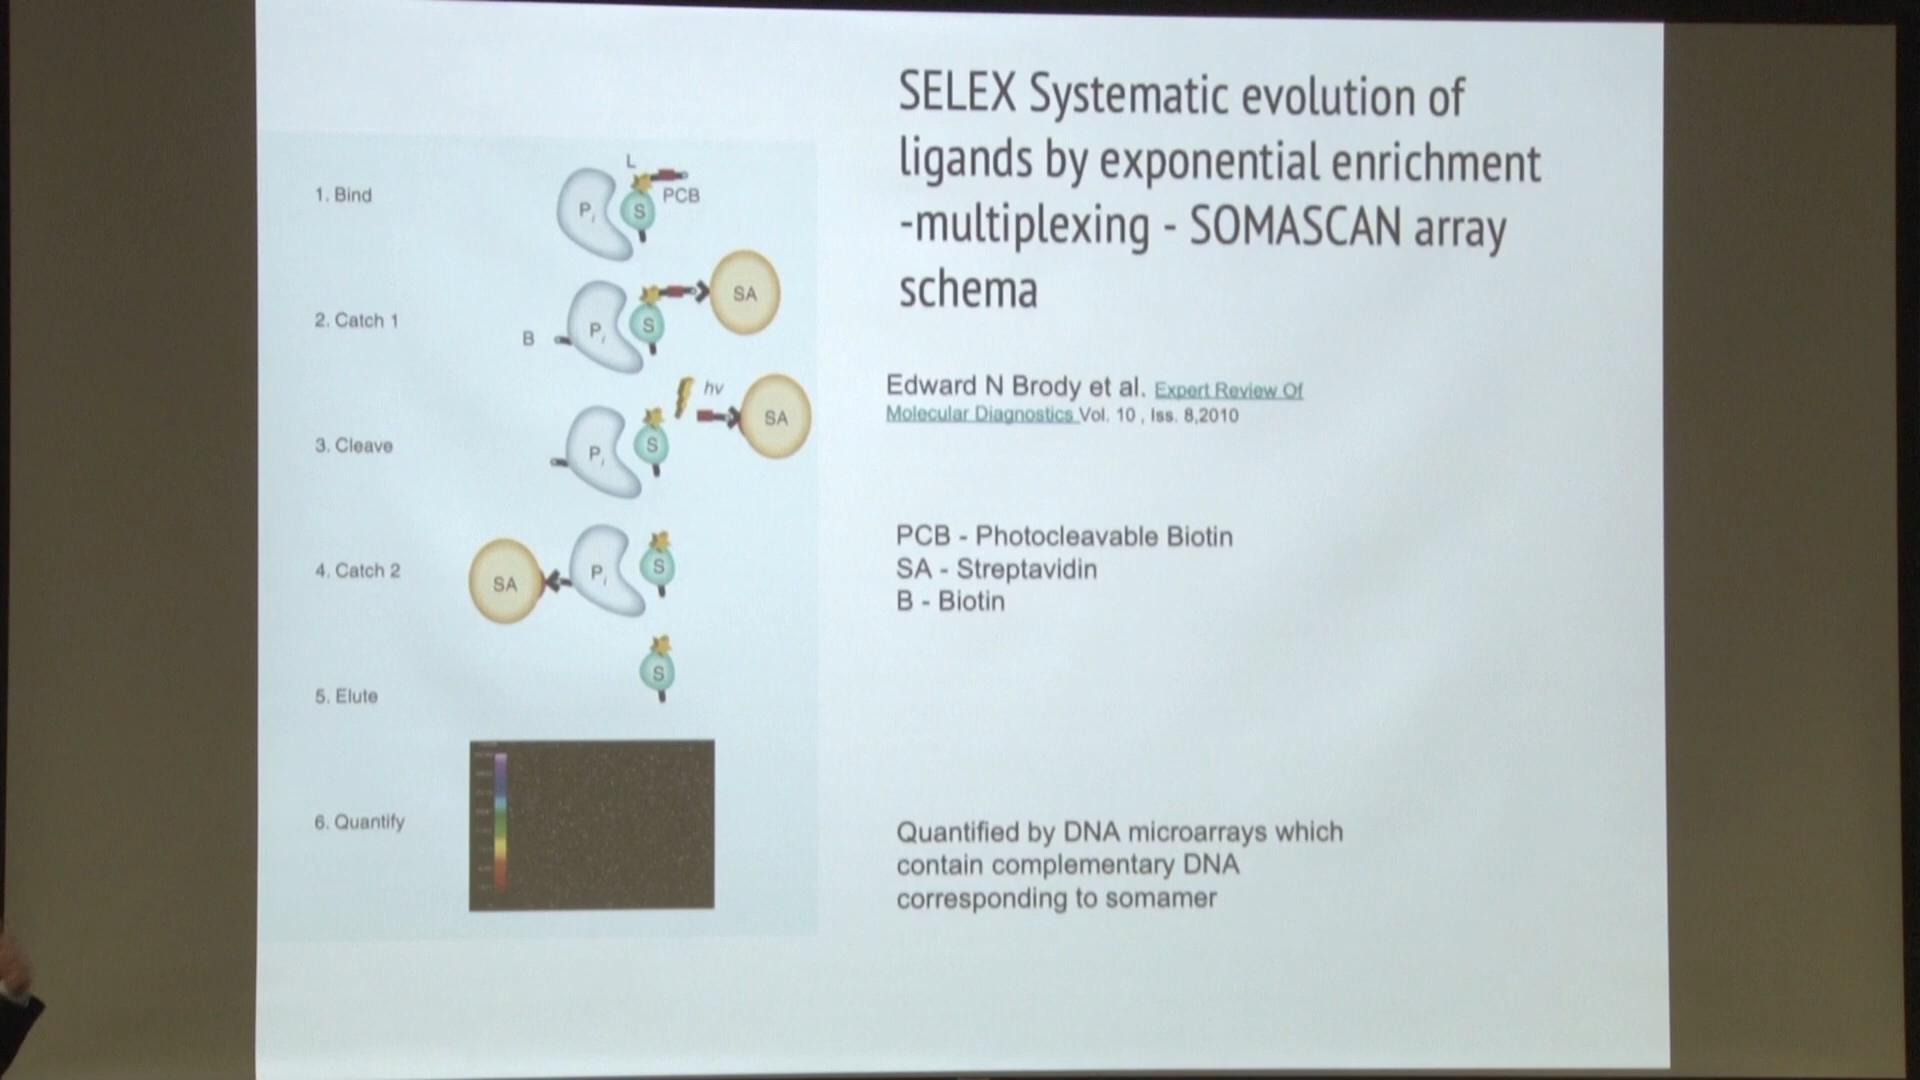 SELEX Systematic evolution of
ligands by exponential enrichment
-multiplexing - SOMASCAN array
schema
Edward N Brody et al. Expert Review Of
Molecular Diagnostics Vol. 10 , Iss. 8,2010
PCB - Photocleavable Biotin
SA - Streptavidin
B - Biotin
Quantified by DNA microarrays which
contain complementary DNA
corresponding to somamer
1. Bind
L
Pi
S
PCB
2. Catch 1
B
Pi
S
SA
3. Cleave
hv
Pi
S
SA
4. Catch 2
SA
Pi
S
5. Elute
S
6. Quantify